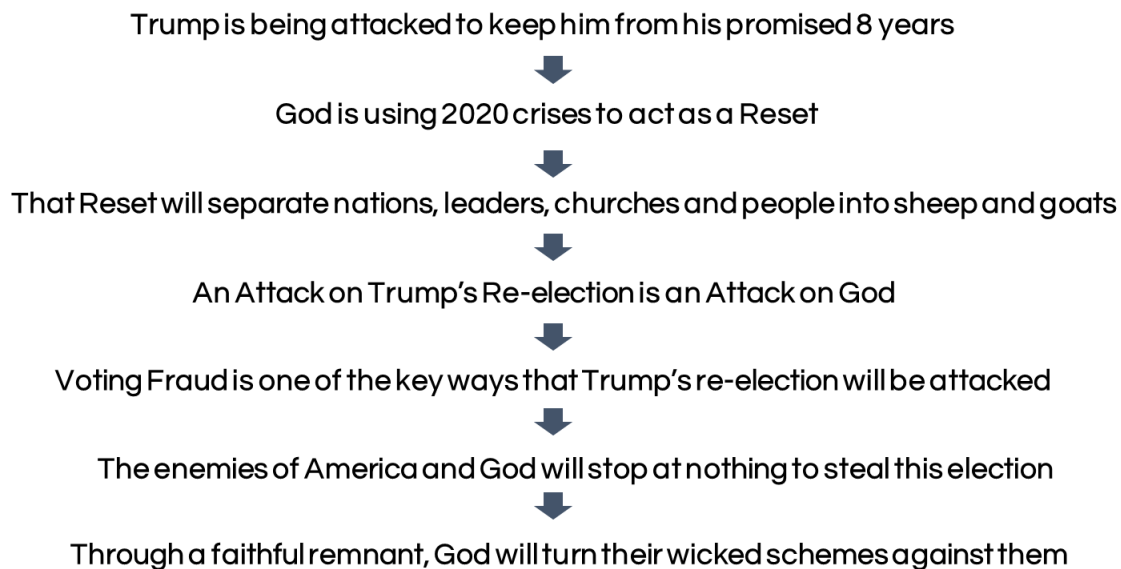 Trump is being attacked to keep him from his promised 8 years
God is using 2020 crises to act as a Reset
That Reset will separate nations, leaders, churches and people into sheep and goats
An Attack on Trump's Re-election is an Attack on God
Voting Fraud is one of the key ways that Trump's re-election will be attacked
The enemies of America and God will stop at nothing to steal this election
Through a faithful remnant, God will turn their wicked schemes against them